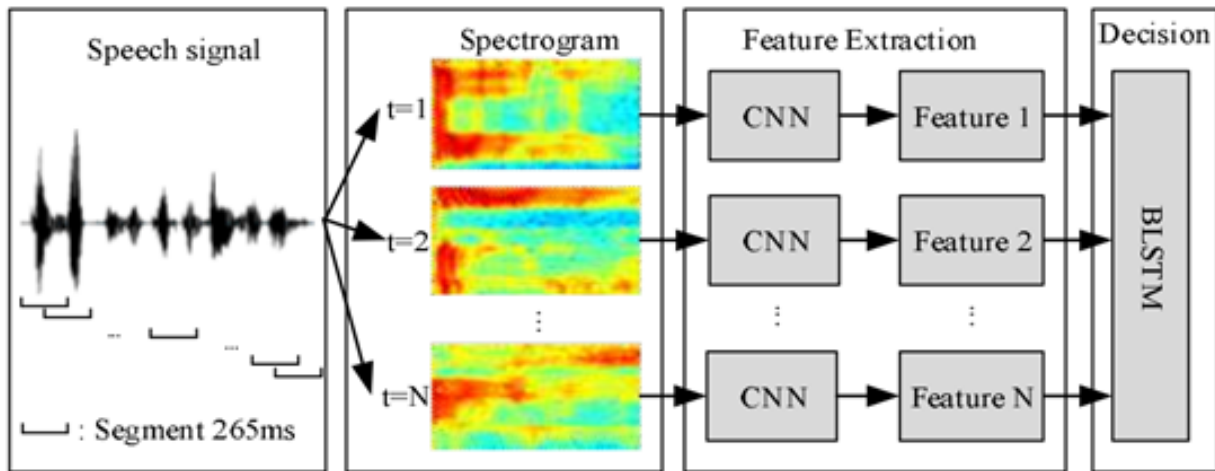 Speech signal
...
...
: Segment 265ms
Spectrogram
t=1
t=2
⋮
t=N
Feature Extraction
CNN
Feature 1
CNN
Feature 2
⋮
⋮
CNN
Feature N
Decision
BLSTM